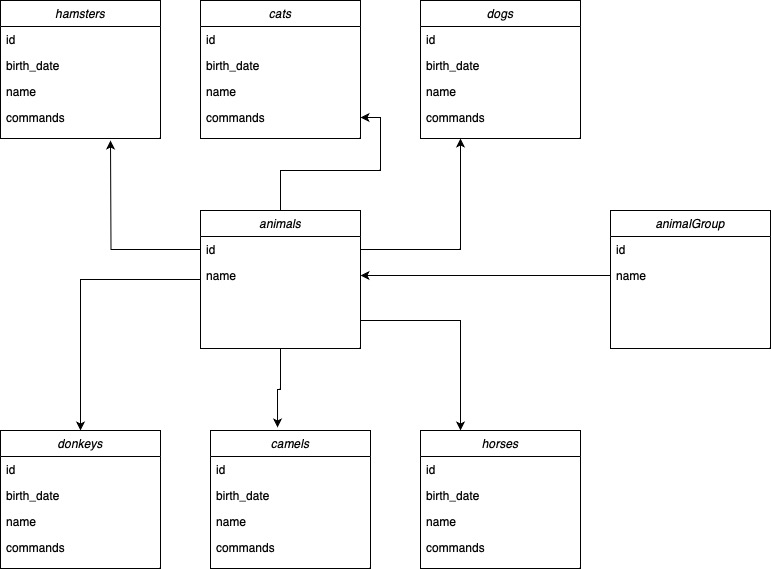 hamsters
id
birth_date
name
commands
cats
id
birth_date
name
commands
dogs
id
birth_date
name
commands
animals
id
name
animalGroup
id
name
donkeys
id
birth_date
name
commands
camels
id
birth_date
name
commands
horses
id
birth_date
name
commands